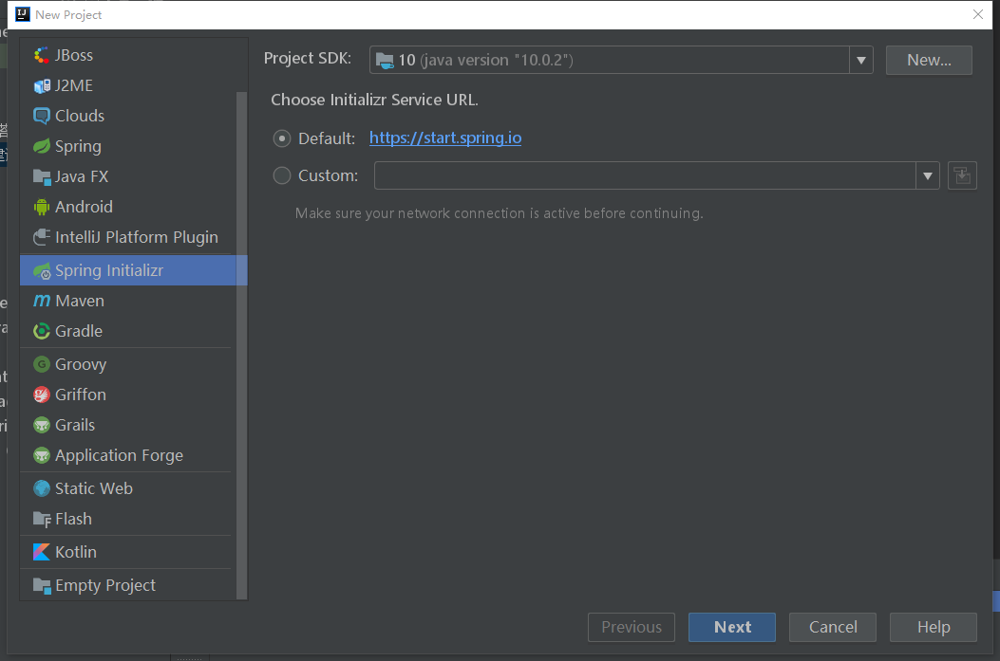 New Project
JBoss
J2ME
Clouds
Spring
Java FX
Android
IntelliJ Platform Plugin
Spring Initializr
Maven
Gradle
Groovy
Griffon
Grails
Application Forge
Static Web
Flash
Kotlin
Empty Project
Project SDK: 10 (java version "10.0.2") New...
Choose Initializr Service URL.
Default: https://start.spring.io
Custom:
Make sure your network connection is active before continuing.
Previous Next Cancel Help